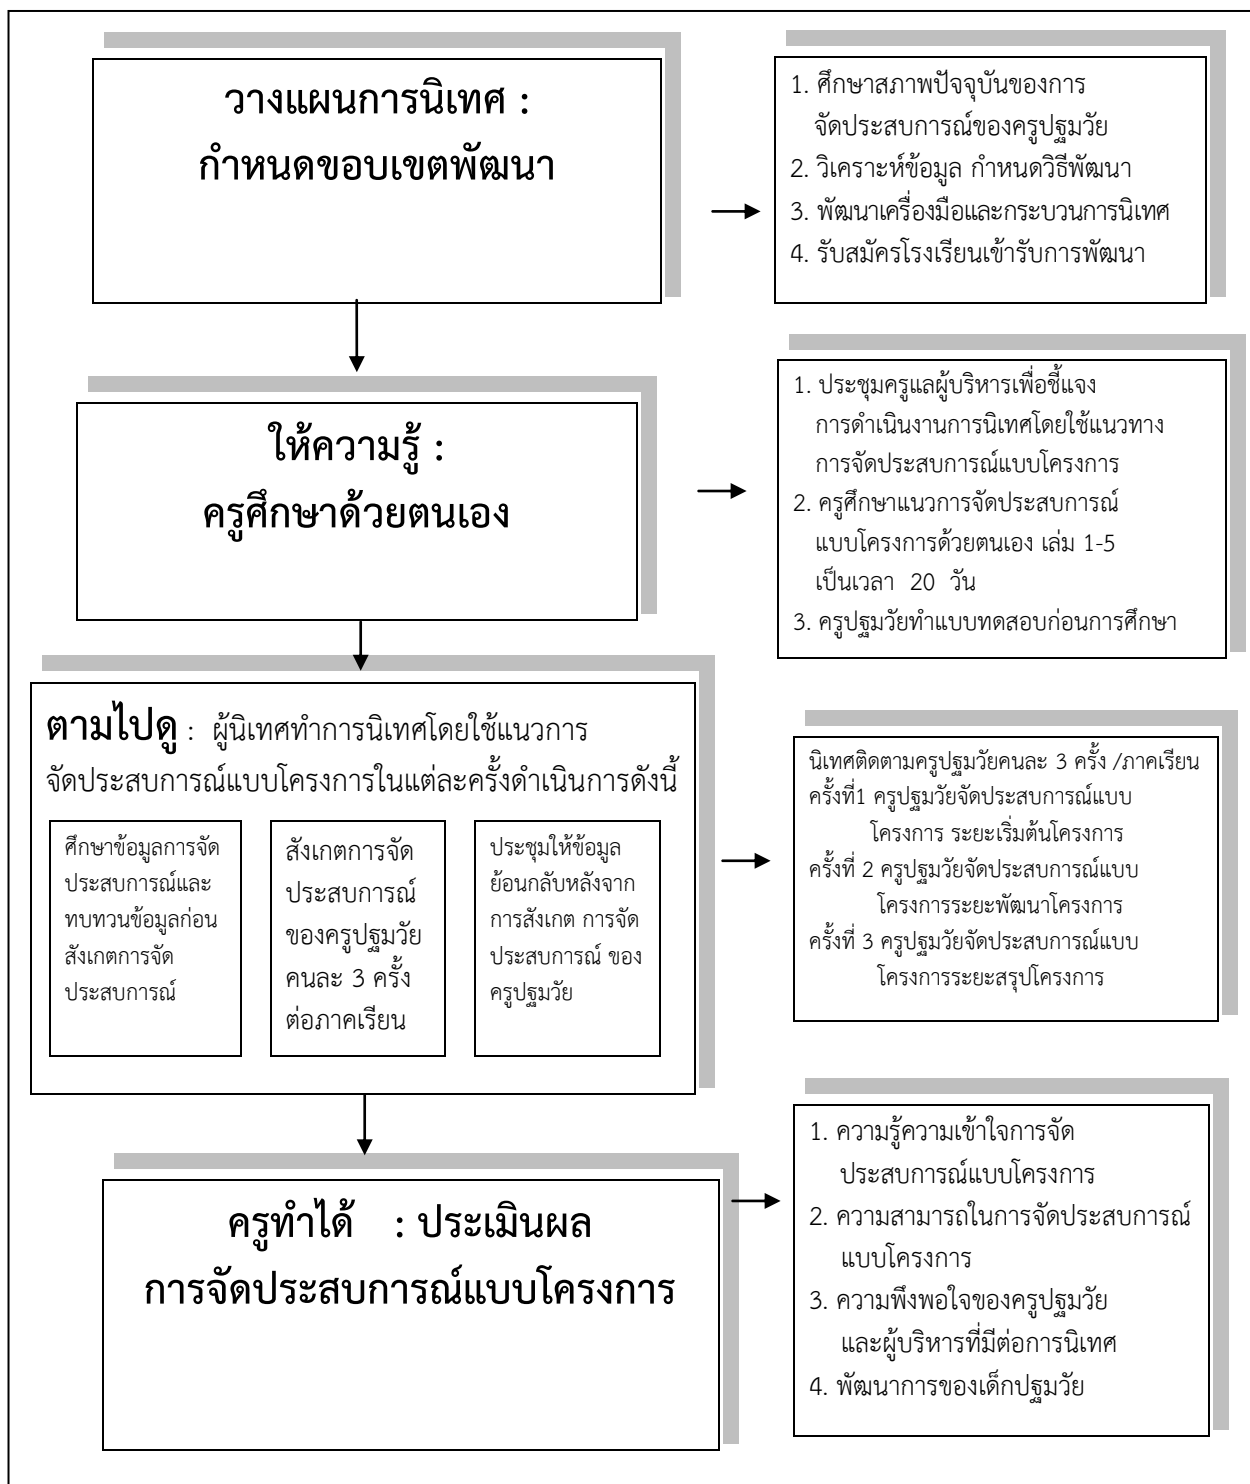 วางแผนการนิเทศ :
กำหนดขอบเขตพัฒนา
1. ศึกษาสภาพปัจจุบันของการ
จัดประสบการณ์ของครูปฐมวัย
2. วิเคราะห์ข้อมูล กำหนดวิธีพัฒนา
3. พัฒนาเครื่องมือและกระบวนการนิเทศ
4. รับสมัครโรงเรียนเข้ารับการพัฒนา
ให้ความรู้ :
ครูศึกษาด้วยตนเอง
1. ประชุมครูแลผู้บริหารเพื่อชี้แจง
การดำเนินงานการนิเทศโดยใช้แนวทาง
การจัดประสบการณ์แบบโครงการ
2. ครูศึกษาแนวการจัดประสบการณ์
แบบโครงการด้วยตนเอง เล่ม 1-5
เป็นเวลา 20 วัน
3. ครูปฐมวัยทำแบบทดสอบก่อนการศึกษา
ตามไปดู : ผู้นิเทศทำการนิเทศโดยใช้แนวการ
จัดประสบการณ์แบบโครงการในแต่ละครั้งดำเนินการดังนี้
ศึกษาข้อมูลการจัด
ประสบการณ์และ
ทบทวนข้อมูลก่อน
สังเกตการจัด
ประสบการณ์
สังเกตการจัด
ประสบการณ์
ของครูปฐมวัย
คนละ 3 ครั้ง
ต่อภาคเรียน
ประชุมให้ข้อมูล
ย้อนกลับหลังจาก
การสังเกต การจัด
ประสบการณ์ ของ
ครูปฐมวัย
นิเทศติดตามครูปฐมวัยคนละ 3 ครั้ง /ภาคเรียน
ครั้งที่1 ครูปฐมวัยจัดประสบการณ์แบบ
โครงการ ระยะเริ่มต้นโครงการ
ครั้งที่ 2 ครูปฐมวัยจัดประสบการณ์แบบ
โครงการระยะพัฒนาโครงการ
ครั้งที่ 3 ครูปฐมวัยจัดประสบการณ์แบบ
โครงการระยะสรุปโครงการ
ครูทำได้ : ประเมินผล
การจัดประสบการณ์แบบโครงการ
1. ความรู้ความเข้าใจการจัด
ประสบการณ์แบบโครงการ
2. ความสามารถในการจัดประสบการณ์
แบบโครงการ
3. ความพึงพอใจของครูปฐมวัย
และผู้บริหารที่มีต่อการนิเทศ
4. พัฒนาการของเด็กปฐมวัย